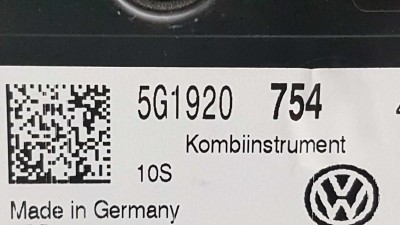 5G1920 754
Kombiinstrument
10S
Made in Germany